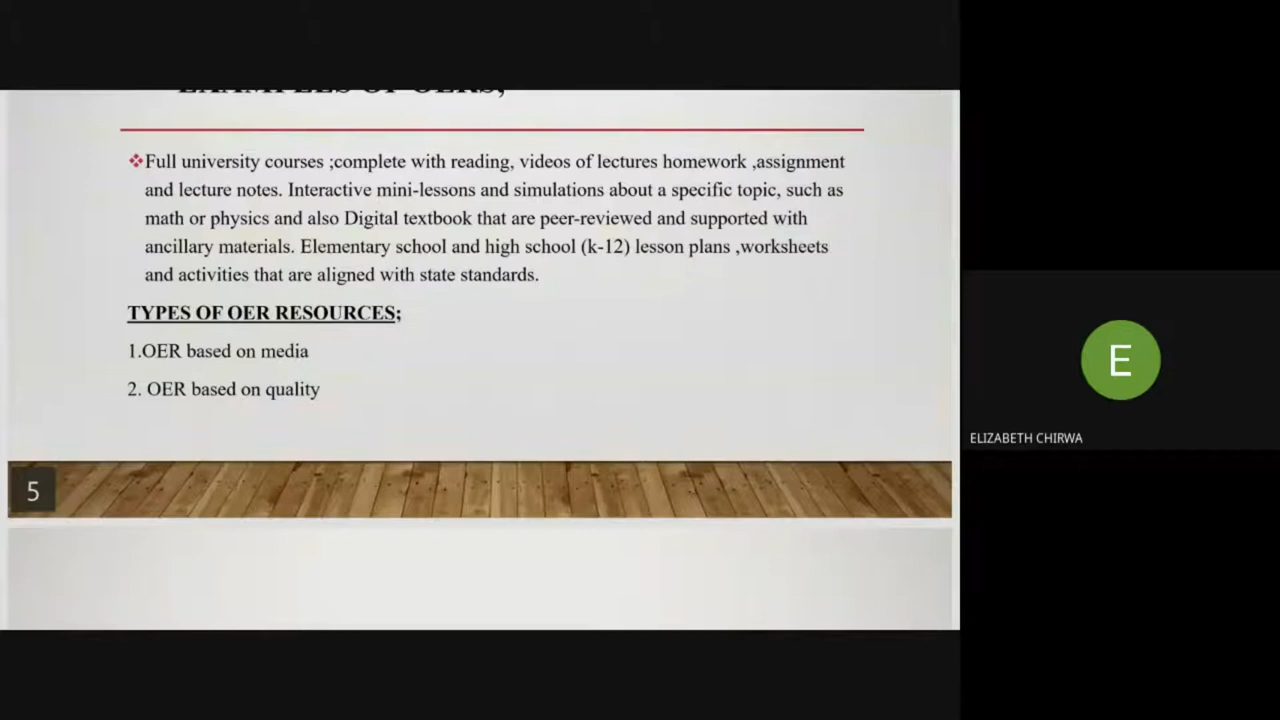 EXAMPLES OF OERS;
❖Full university courses ;complete with reading, videos of lectures homework ,assignment
and lecture notes. Interactive mini-lessons and simulations about a specific topic, such as
math or physics and also Digital textbook that are peer-reviewed and supported with
ancillary materials. Elementary school and high school (k-12) lesson plans ,worksheets
and activities that are aligned with state standards.
TYPES OF OER RESOURCES;
1.OER based on media
2. OER based on quality
5
E
ELIZABETH CHIRWA